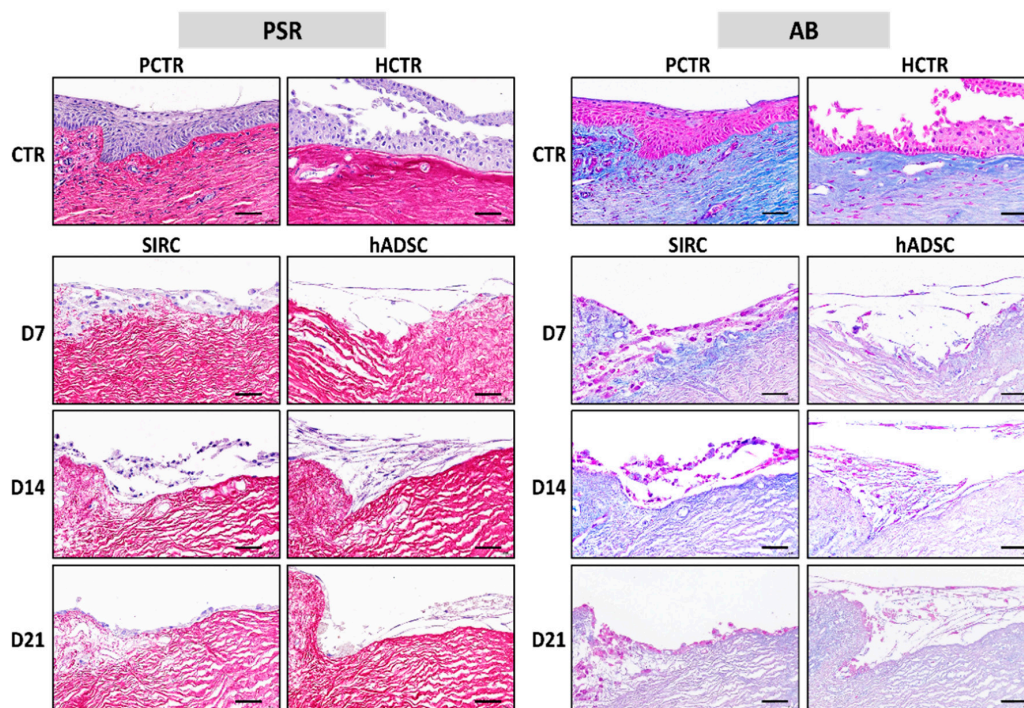 PSR AB
PCTR HCTR PCTR HCTR
CTR CTR
SIRC hADSC SIRC hADSC
D7 D7
D14 D14
D21 D21